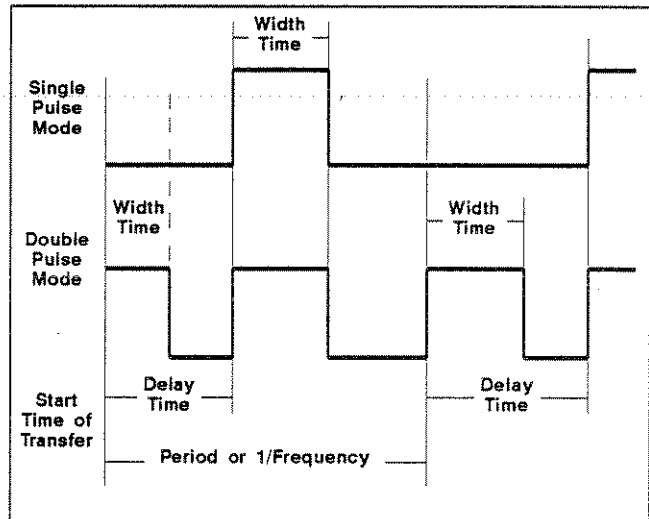 Width
Time
Single
Pulse
Mode
Width
Time
Width
Time
Double
Pulse
Mode
Delay
Time
Delay
Time
Start
Time of
Transfer
Period or 1/Frequency